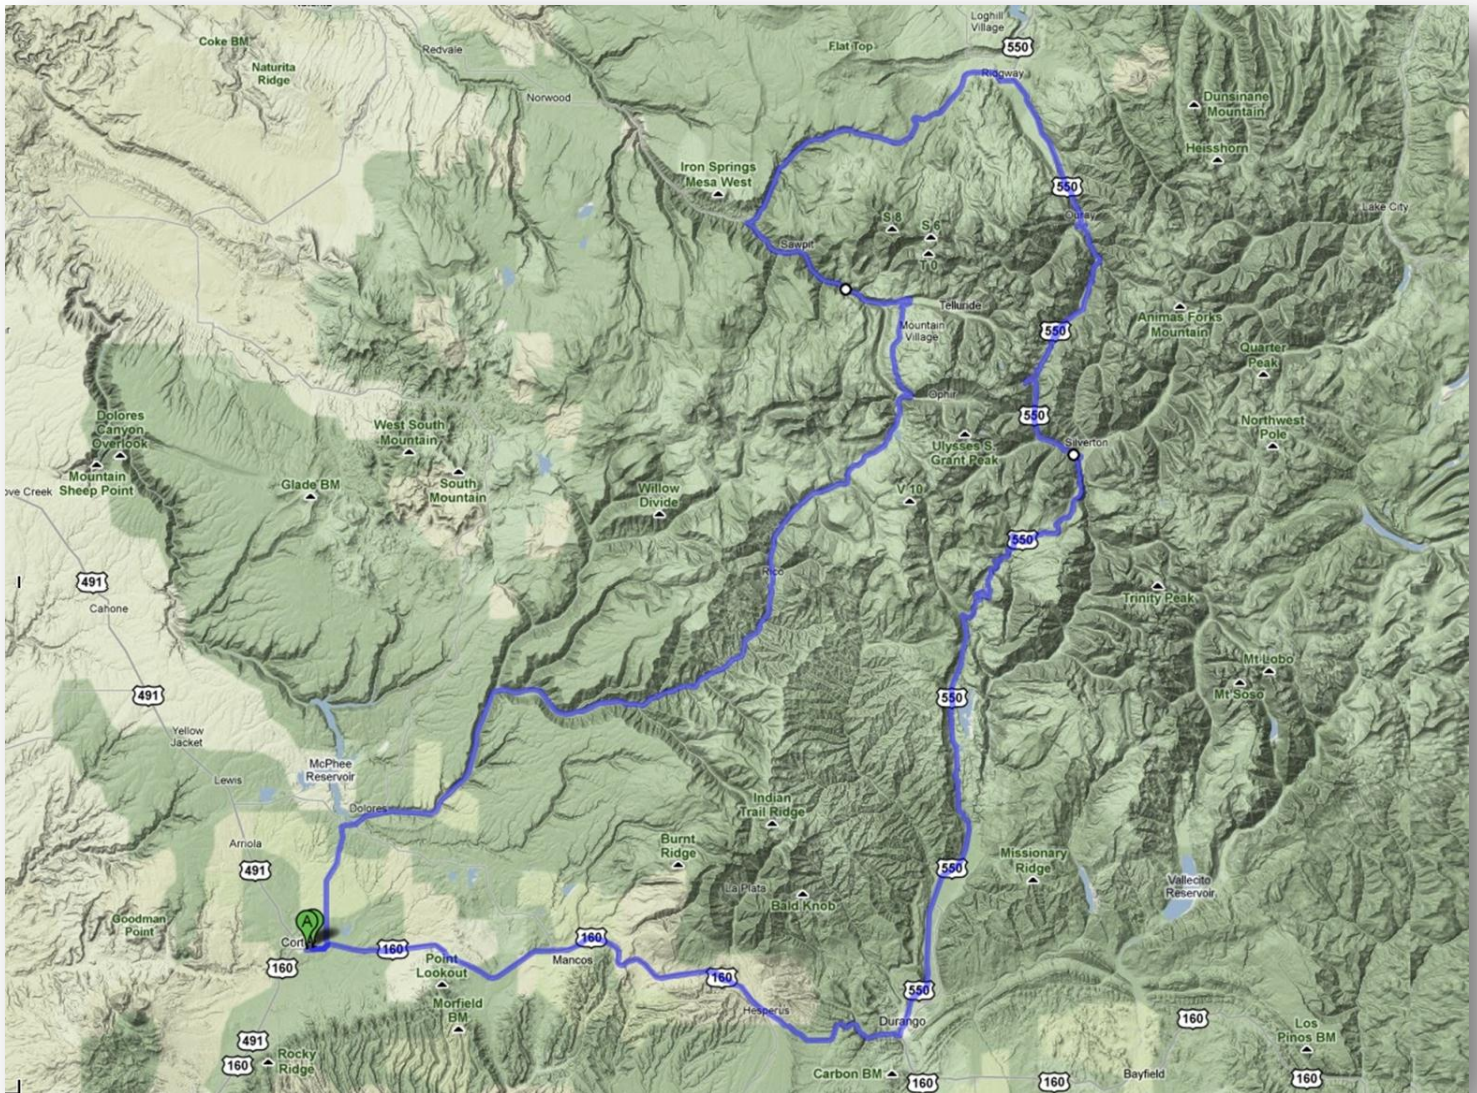 Loghill
Village
550
Coke BM
Redvale
Flat Top
Naturita
Ridge
Ridgway
Norwood
Dunsinane
Mountain
Heisshorn
Iron Springs
Mesa West
550
Lake City
S 8
S 6
Ouray
Sawpit
T 0
Telluride
Mountain
Village
Animas Forks
Mountain
550
Quarter
Peak
Ophir
Dolores
Canyon
Overlook
550
West South
Mountain
Northwest
Pole
Silverton
Ulysses S.
Grant Peak
Mountain
Sheep Point
ove Creek
Glade BM
South
Mountain
Willow
Divide
V 10
550
Rico
491
Cahone
Trinity Peak
Mt Lobo
Mt Soso
491
550
Yellow
Jacket
McPhee
Reservoir
Lewis
Dolores
Indian
Trail Ridge
Arriola
Burnt
Ridge
491
550
Missionary
Ridge
La Plata
Bald Knob
Vallecito
Reservoir
Goodman
Point
A
Cort
160
160
160
Point
Lookout
Mancos
160
550
Morfield
BM
Hesperus
Durango
160
Los
Pinos BM
491
160
Rocky
Ridge
Carbon BM
160
160
Bayfield
160